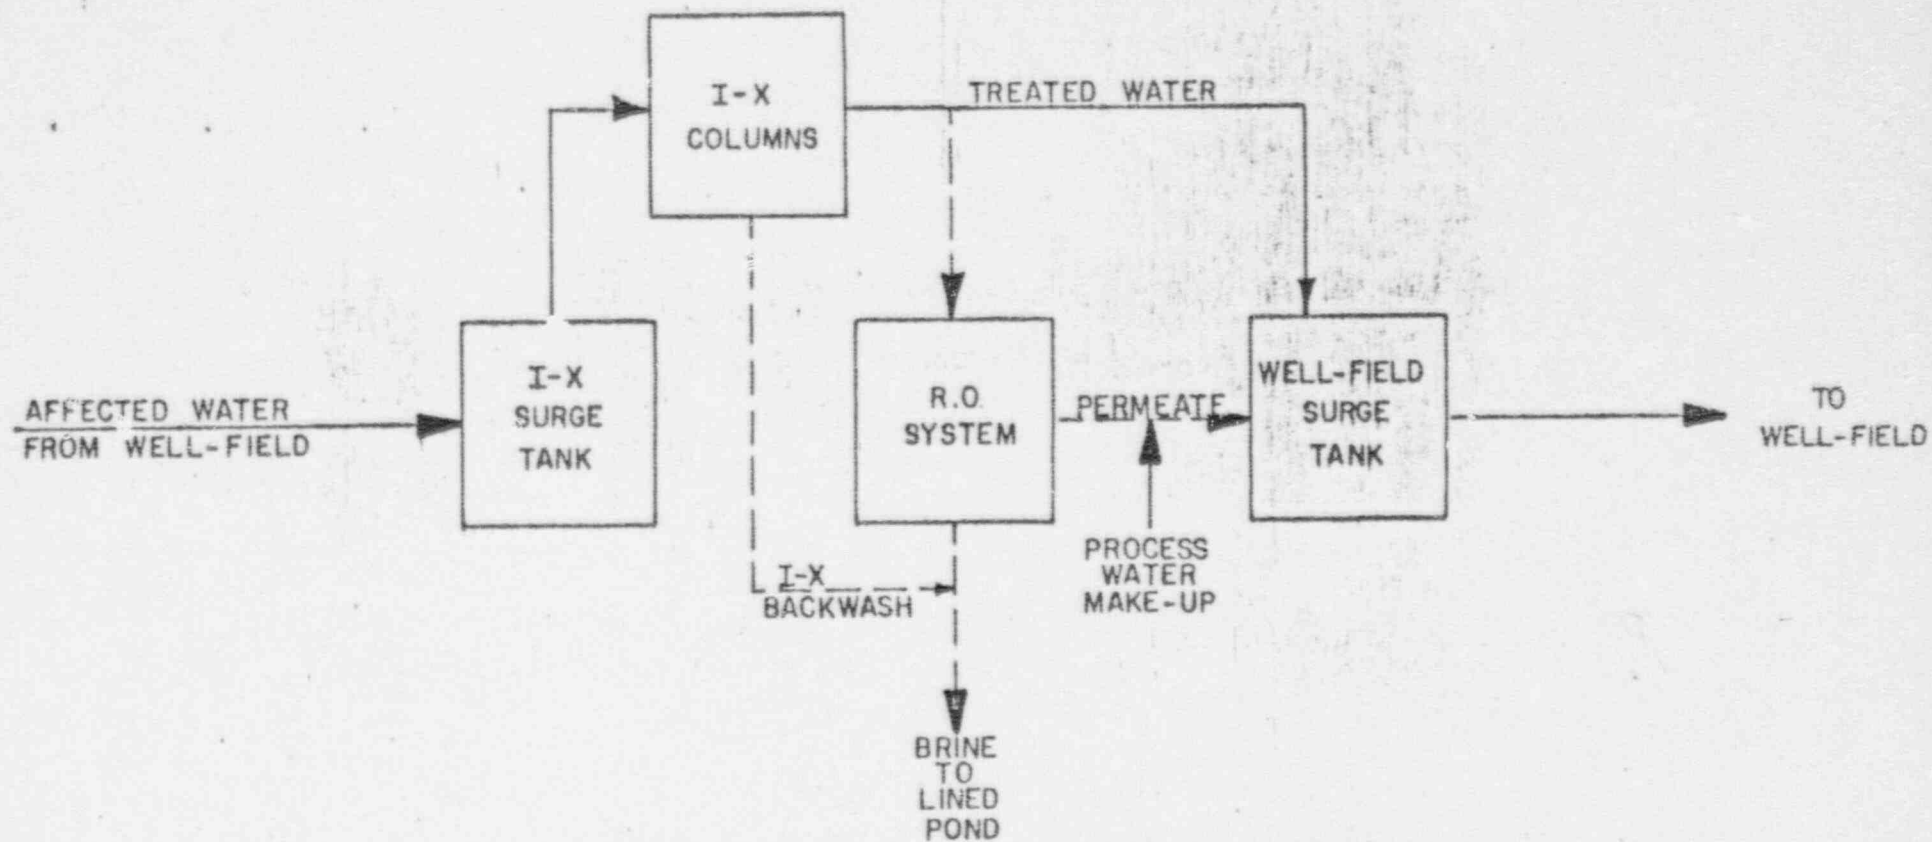 I-X
COLUMNS
TREATED WATER
I-X
SURGE
TANK
R.O.
SYSTEM
WELL-FIELD
SURGE
TANK
AFFECTED WATER
FROM WELL-FIELD
PERMEATE
TO
WELL-FIELD
PROCESS
WATER
MAKE-UP
I-X
BACKWASH
BRINE
TO
LINED
POND